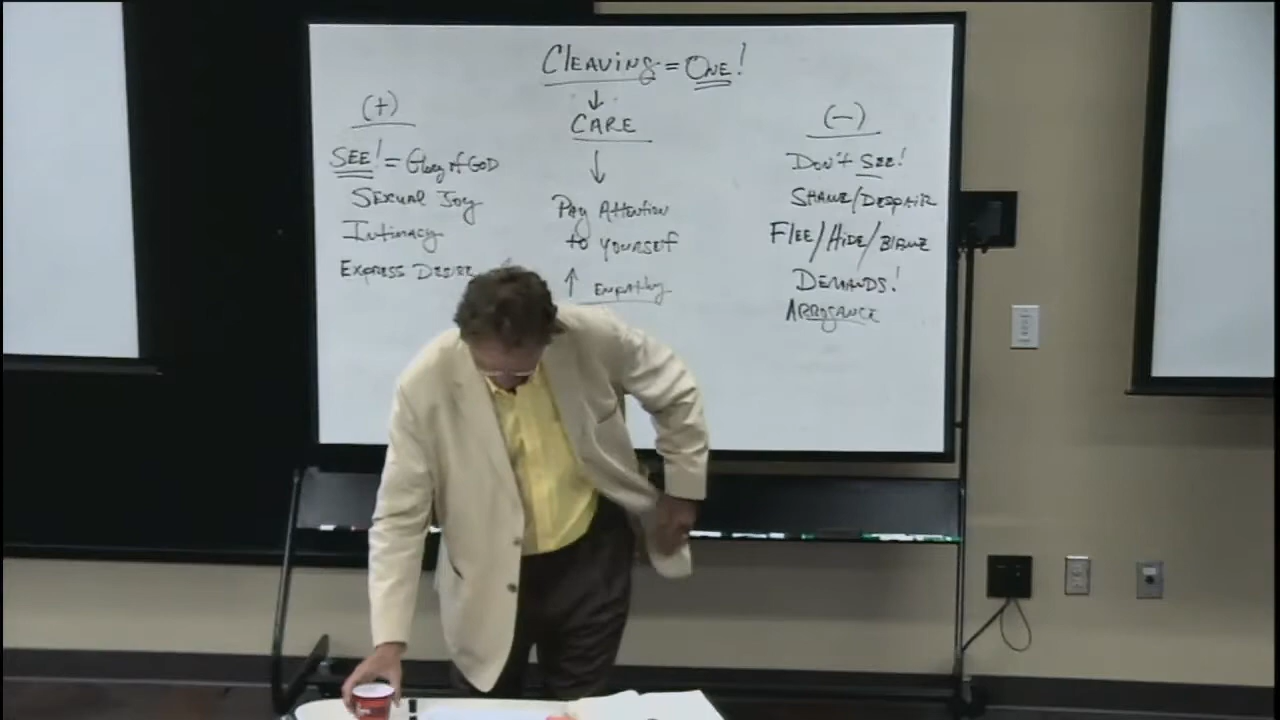 Cleaving = One!
(+)
SEE! = Glory of God
Sexual Joy
Intimacy
Express Desire
↓
CARE
↓
Pay Attention
to yourself
↑ Empathy
(-)
Don't See!
Shame/Despair
Flee/Hide/Blame
Demands!
Arrogance